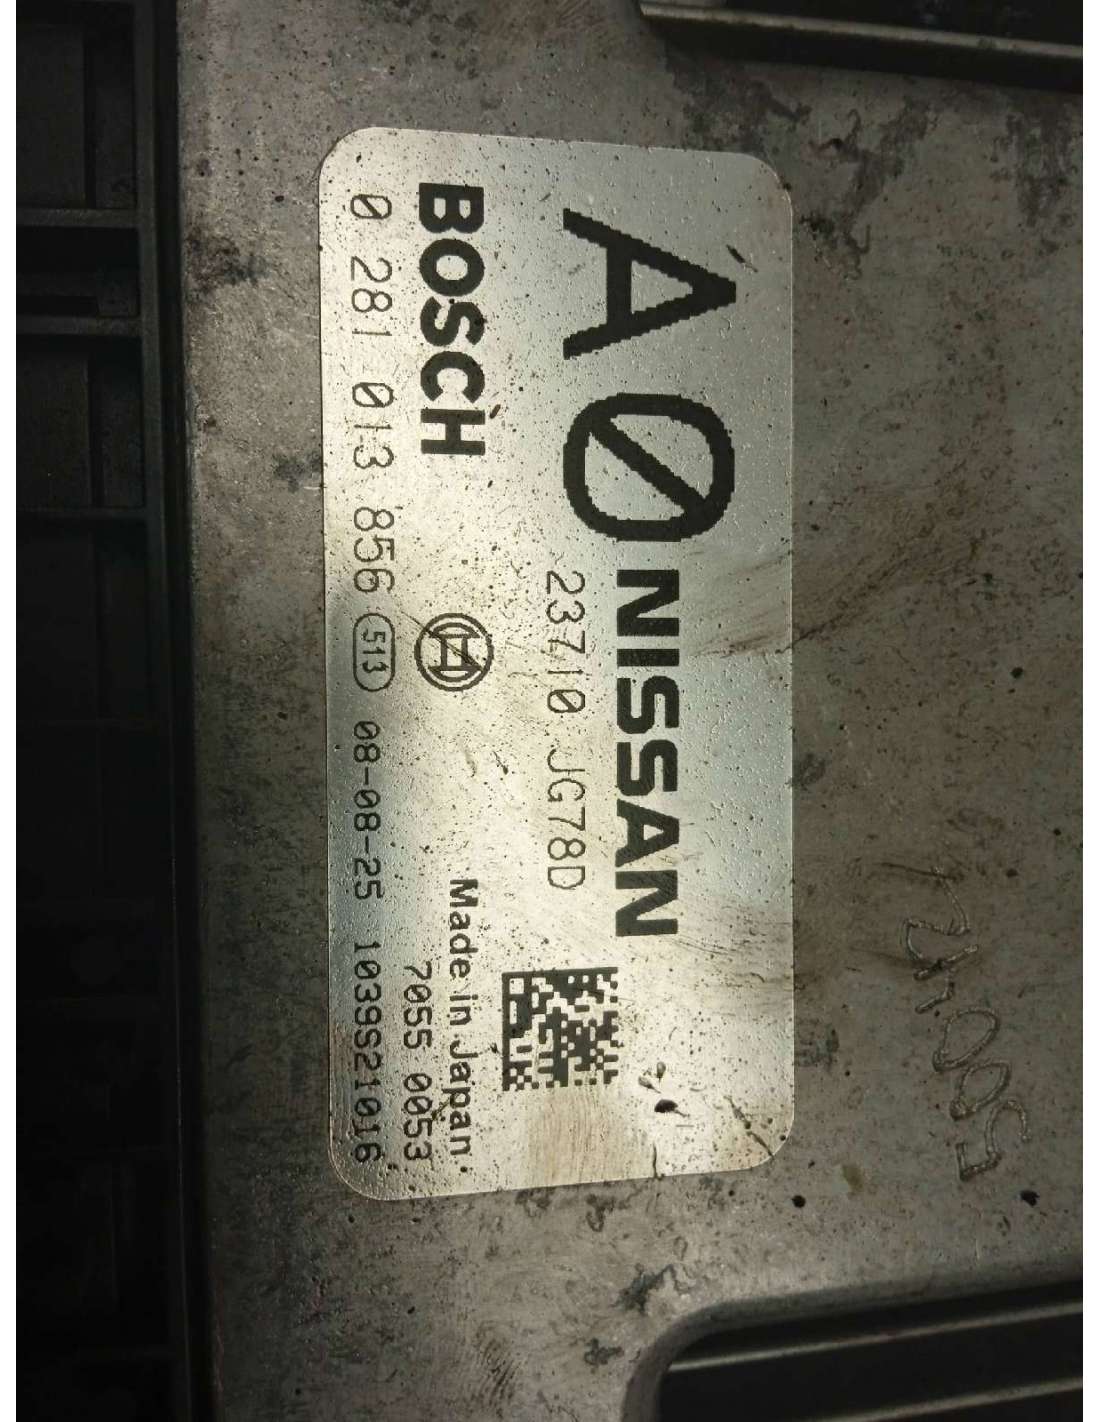 A0 NISSAN
23710 JG78D
BOSCH
Made in Japan
7055 0053
0 281 013 856 513 08-08-25 1039S21016